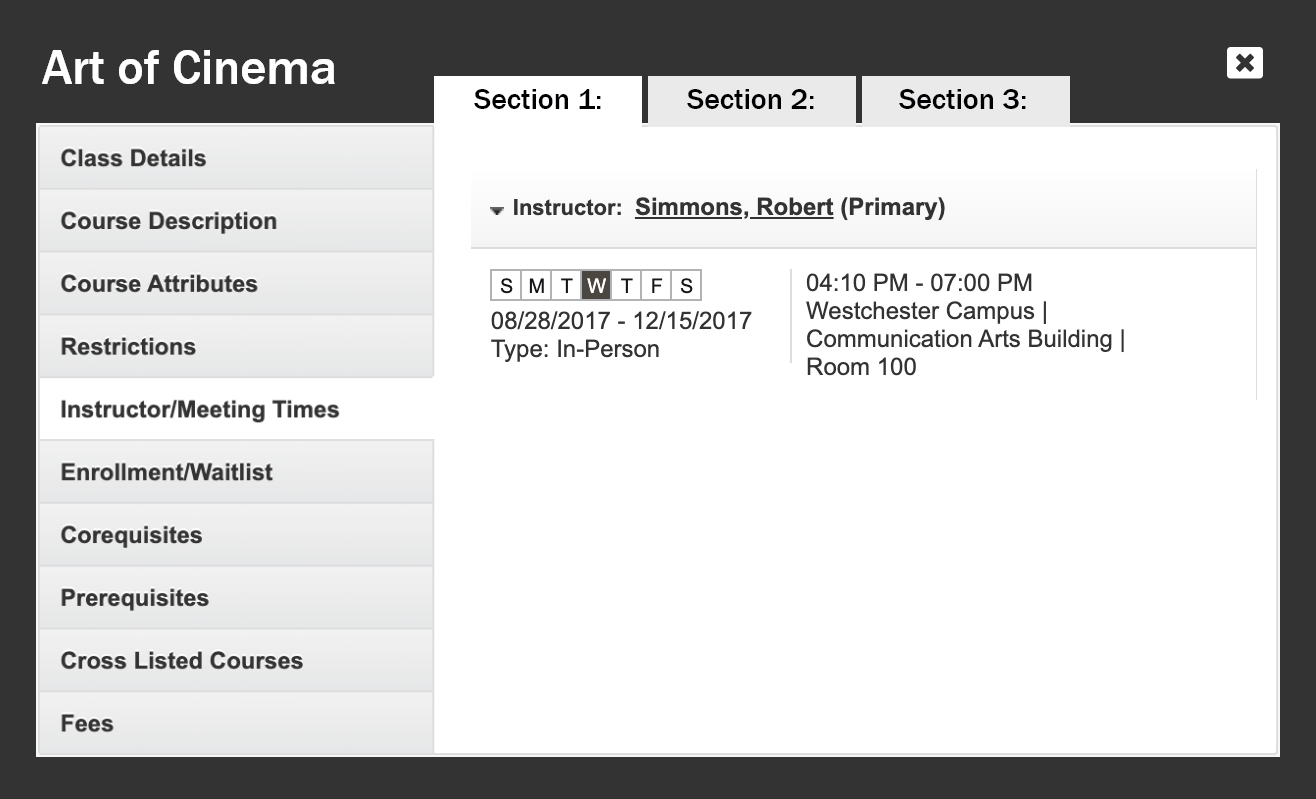 Art of Cinema
Section 1:
Section 2:
Section 3:
Class Details
Course Description
Course Attributes
Restrictions
Instructor/Meeting Times
Enrollment/Waitlist
Corequisites
Prerequisites
Cross Listed Courses
Fees
Instructor: Simmons, Robert (Primary)
S M T W T F S
08/28/2017 - 12/15/2017
Type: In-Person
04:10 PM - 07:00 PM
Westchester Campus |
Communication Arts Building |
Room 100